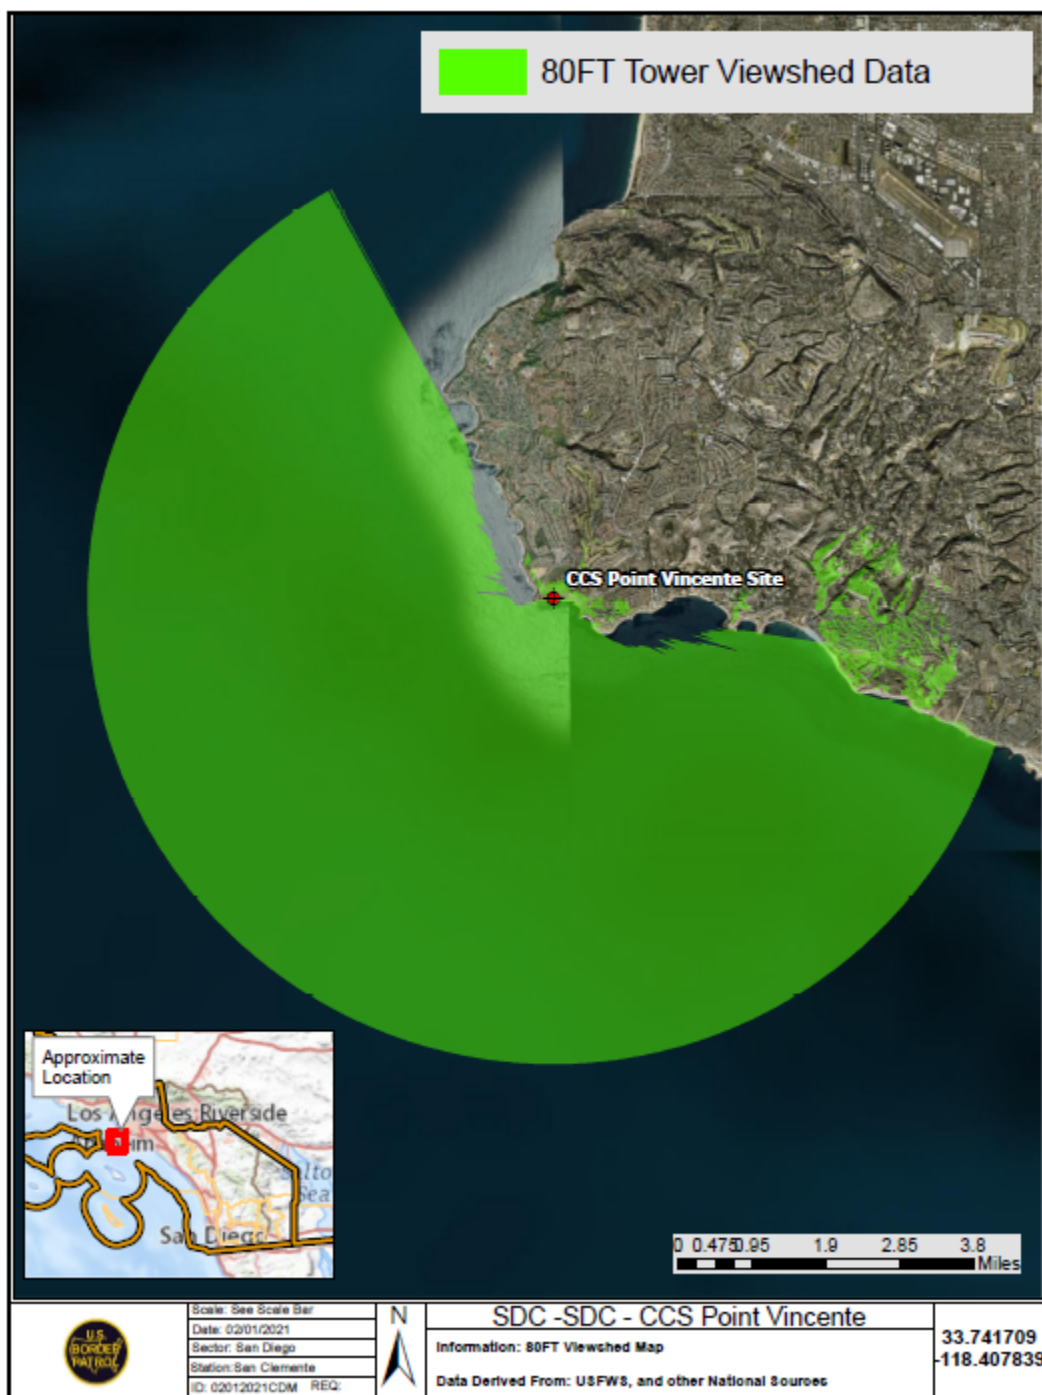 80FT Tower Viewshed Data
CCS Point Vincente Site
Approximate
Location
Los Angeles Riverside
Anaheim
Salton
Sea
San Diego
0 0.475 0.95 1.9 2.85 3.8
Miles
U.S.
BORDER
PATROL
Scale: See Scale Bar
Date: 02/01/2021
Sector: San Diego
Station:San Clemente
ID: 02012021CDM REQ:
N
SDC -SDC - CCS Point Vincente
Information: 80FT Viewshed Map
Data Derived From: USFWS, and other National Sources
33.741709
-118.407839